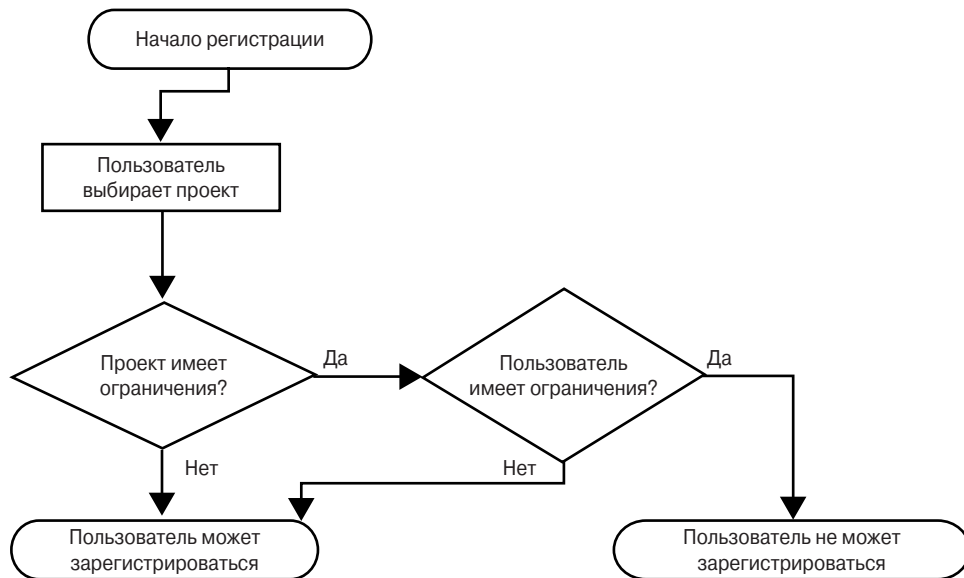 Начало регистрации
Пользователь
выбирает проект
Проект имеет
ограничения?
Да
Пользователь
имеет ограничения?
Да
Нет
Нет
Пользователь может
зарегистрироваться
Пользователь не может
зарегистрироваться